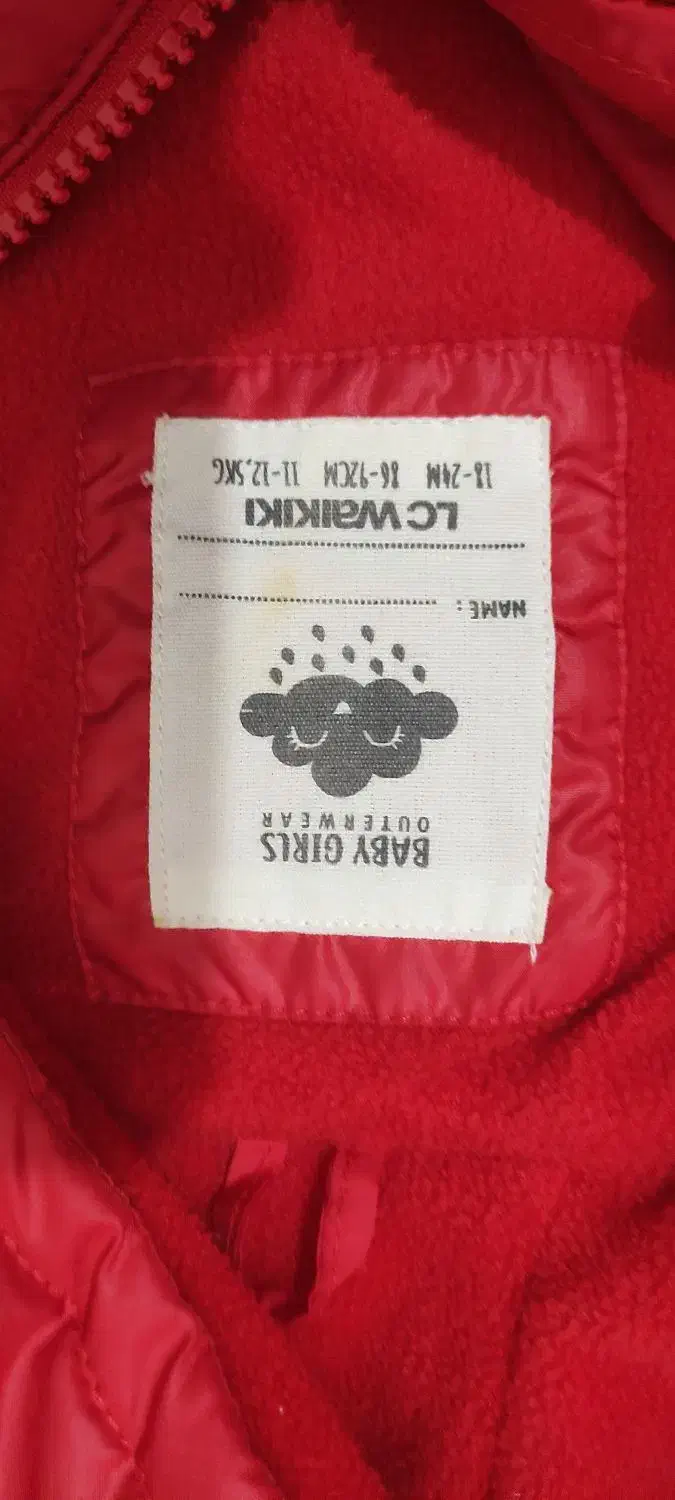 BABY GIRLS
OUTERWEAR
NAME:
LC WAIKIKI
18-24M 86-92CM 11-12,5KG